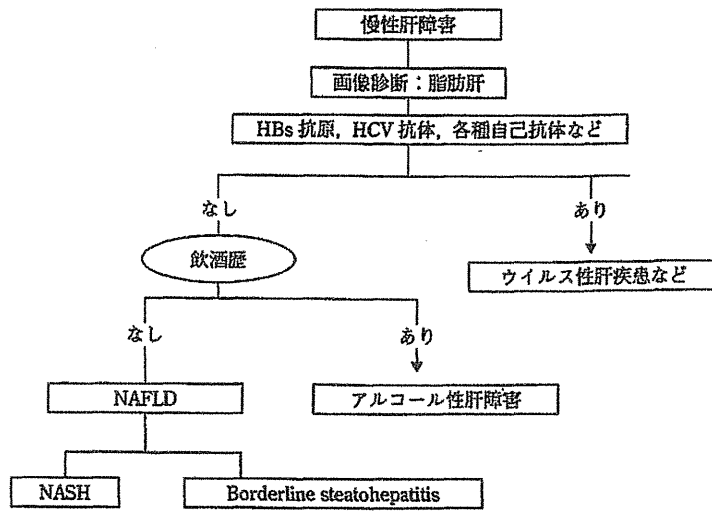 慢性肝障害
画像診断：脂肪肝
HBs 抗原，HCV 抗体，各種自己抗体など
なし
あり
飲酒歴
ウイルス性肝疾患など
なし
あり
NAFLD
アルコール性肝障害
NASH
Borderline steatohepatitis